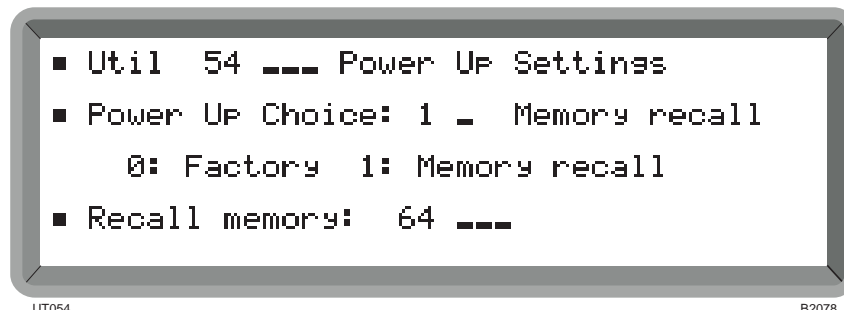 ▪ Util 54 ___ Power Up Settings
▪ Power Up Choice: 1 _ Memory recall
0: Factory 1: Memory recall
▪ Recall memory: 64 ___
UT054 B2078